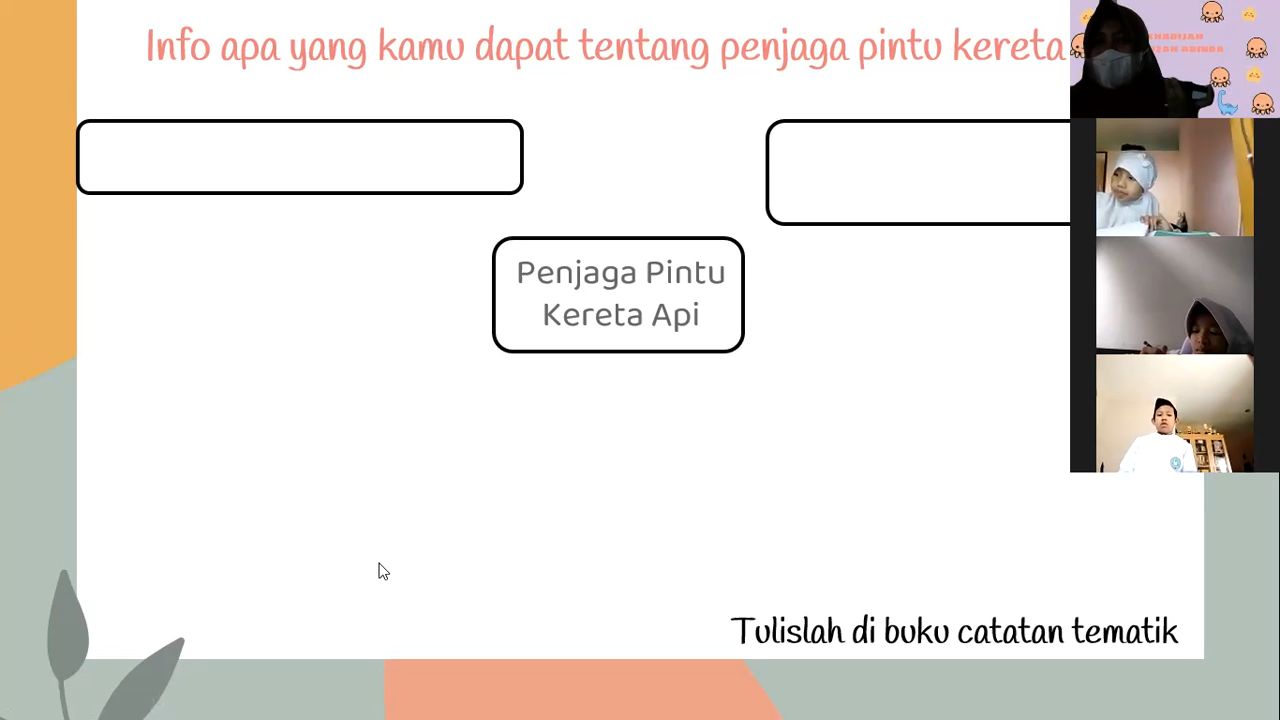 Info apa yang kamu dapat tentang penjaga pintu kereta
Penjaga Pintu
Kereta Api
Tulislah di buku catatan tematik